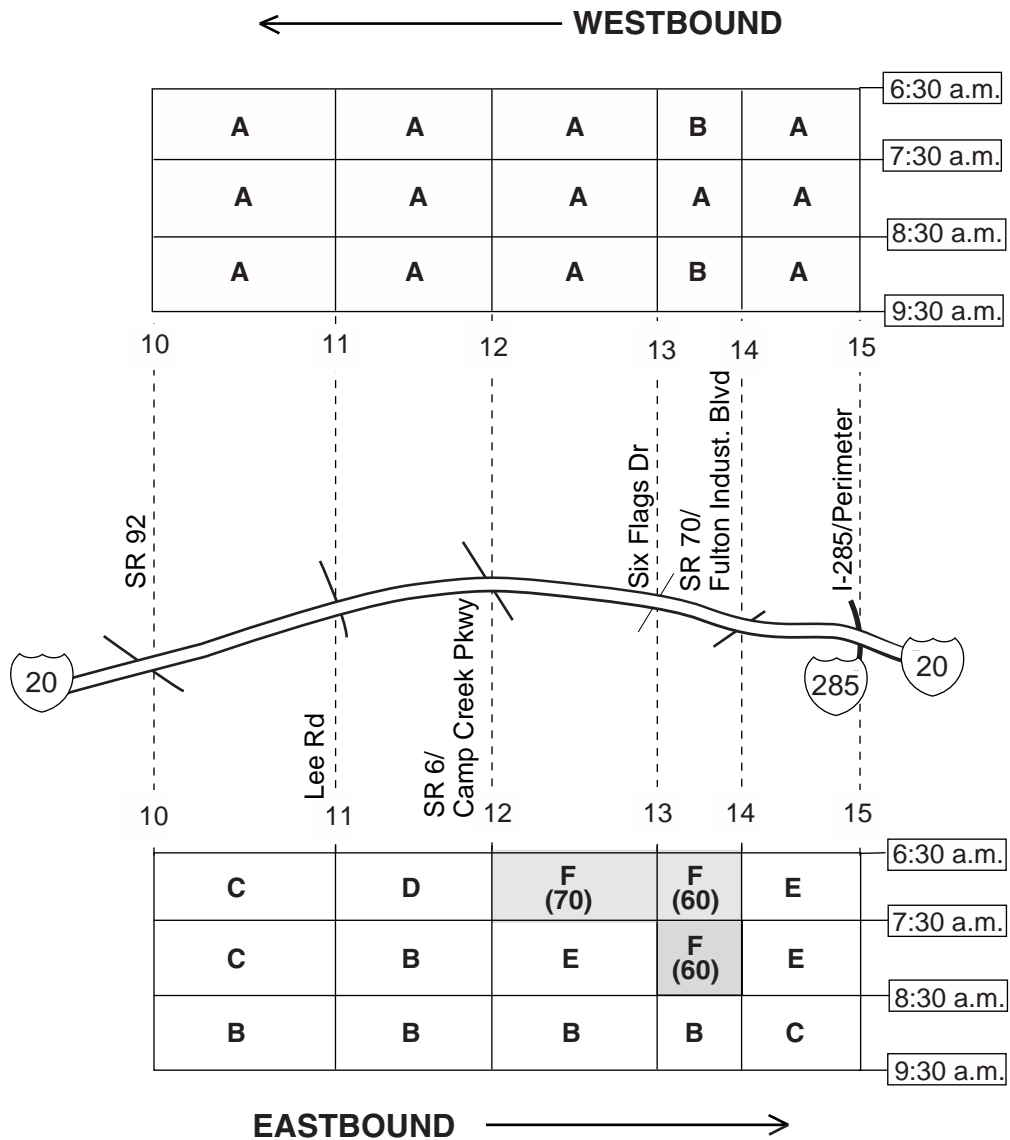 WESTBOUND
6:30 a.m.
A A A B A
7:30 a.m.
A A A A A
8:30 a.m.
A A A B A
9:30 a.m.
10 11 12 13 14 15
SR 92
Lee Rd
SR 6/
Camp Creek Pkwy
Six Flags Dr
SR 70/
Fulton Indust. Blvd
I-285/Perimeter
20
285
20
10 11 12 13 14 15
6:30 a.m.
C D F F E
(70) (60)
7:30 a.m.
C B E F E
(60)
8:30 a.m.
B B B B C
9:30 a.m.
EASTBOUND